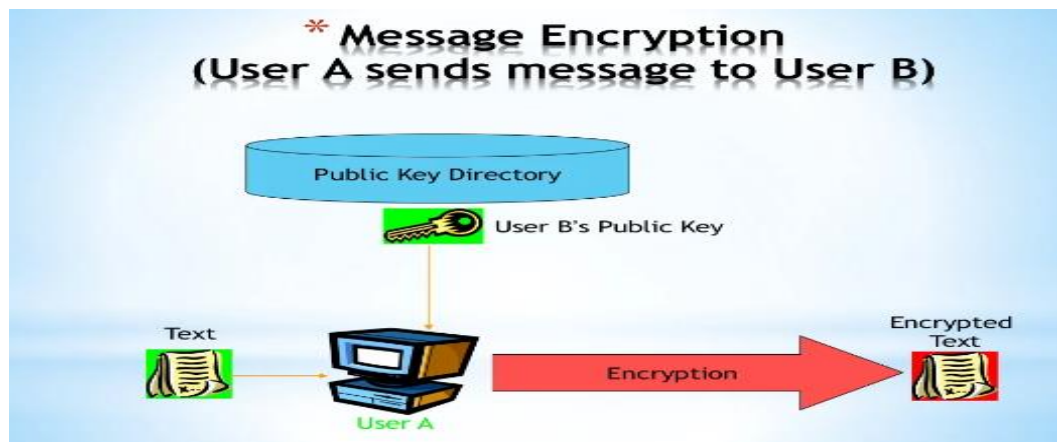 * Message Encryption
(User A sends message to User B)
Public Key Directory
User B's Public Key
Text
Encrypted
Text
Encryption
User A